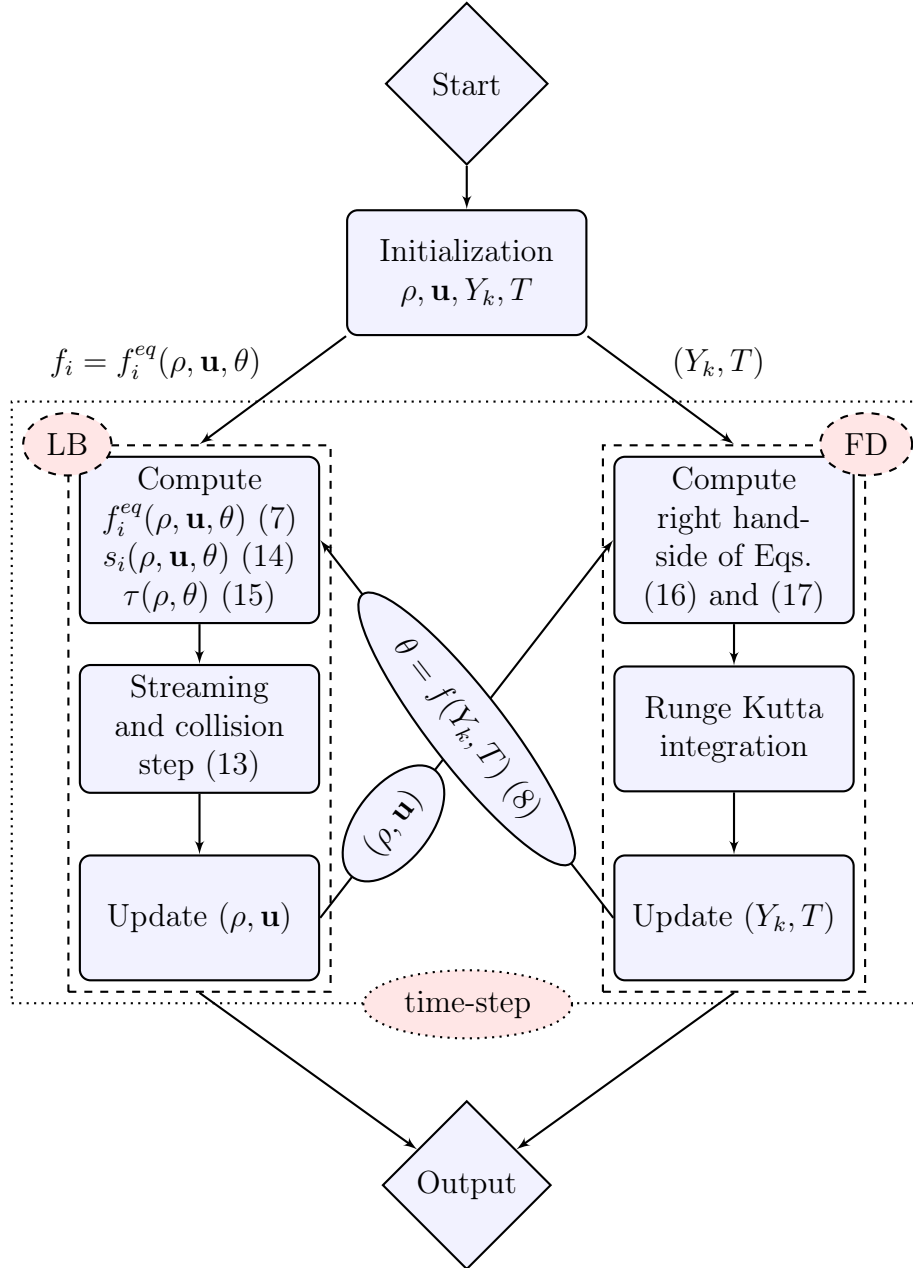 Start
Initialization
ρ, u, Y_k, T
f_i = f_i^{eq}(ρ, u, θ)
(Y_k, T)
LB
FD
Compute
f_i^{eq}(ρ, u, θ) (7)
s_i(ρ, u, θ) (14)
τ(ρ, θ) (15)
Compute
right hand-
side of Eqs.
(16) and (17)
Streaming
and collision
step (13)
θ = f(Y_k, T) (8)
Runge Kutta
integration
(ρ, u)
Update (ρ, u)
Update (Y_k, T)
time-step
Output